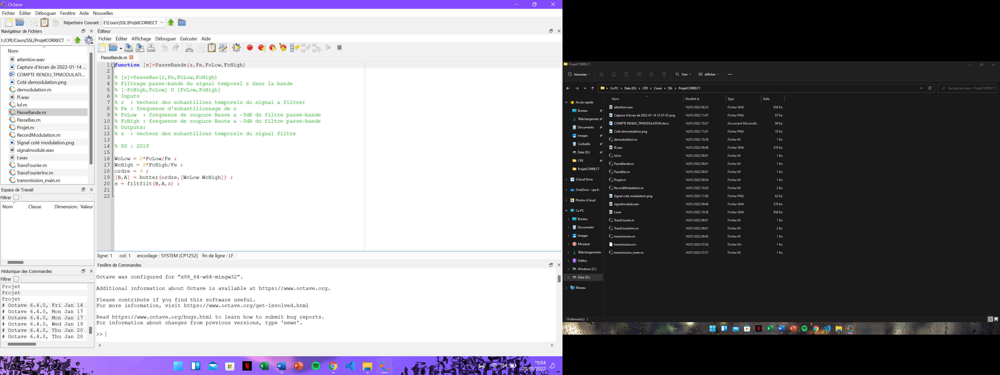 Octave
Fichier Éditer Déboguer Fenêtre Aide Nouvelles
Répertoire Courant : E\Cours\SSL\ProjetCORRECT
Navigateur de Fichiers
):/CPE/Cours/SSL/ProjetCORRECT
Nom
attention.wav
Capture d'écran de 2022-01-14 ...
COMPTE RENDU_TPMODULATI...
Coté demodulation.png
demodulation.m
ff.wav
lol.m
PasseBande.m
PasseBas.m
Projet.m
RecordModulation.m
Signal coté modulation.png
signalmodule.wav
t.wav
TransFourier.m
TransFourierInv.m
transmission_main.m
Espace de Travail
Filtrer
Nom Classe Dimension: Valeur
Historique des Commandes
Filtrer
Projet
Projet
Projet
# Octave 6.4.0, Fri Jan 14
# Octave 6.4.0, Mon Jan 17
# Octave 6.4.0, Mon Jan 17
# Octave 6.4.0, Wed Jan 19
# Octave 6.4.0, Thu Jan 20
# Octave 6.4.0, Thu Jan 20
Éditeur
Fichier Éditer Affichage Déboguer Exécuter Aide
PasseBande.m
1 function [s]=PasseBande(z,Fe,FcLow,FcHigh)
2
3 % [s]=PasseBas(z,Fe,FcLow,FcHigh)
4 % Filtrage passe-bande du signal temporel z dans la bande
5 % [-FcHigh,FcLow] U [FcLow,FcHigh]
6 % Inputs
7 % z : vecteur des echantillons temporels du signal a filtrer
8 % Fe : frequence d'echantillonnage de z
9 % FcLow : frequence de coupure Basse a -3dB du filtre passe-bande
10 % FcHigh : frequence de coupure Haute a -3dB du filtre passe-bande
11 % Outputs:
12 % s : vecteur des echantillons temporels du signal filtre
13
14 % PG : 2019
15
16 WcLow = 2*FcLow/Fe ;
17 WcHigh = 2*FcHigh/Fe ;
18 ordre = 9 ;
19 [B,A] = butter(ordre,[WcLow WcHigh]) ;
20 s = filtfilt(B,A,z) ;
21
22
ligne: 1 col: 1 encodage : SYSTEM (CP1252) fin de ligne : LF
Fenêtre de Commandes
Octave was configured for "x86_64-w64-mingw32".
Additional information about Octave is available at https://www.octave.org.
Please contribute if you find this software useful.
For more information, visit https://www.octave.org/get-involved.html
Read https://www.octave.org/bugs.html to learn how to submit bug reports.
For information about changes from previous versions, type 'news'.
>>
20:04
20/01/2022
ProjetCORRECT
Nouveau Trier Afficher
Ce PC > Data (D:) > CPE > Cours > SSL > ProjetCORRECT
Rechercher dans : ProjetCORRECT
Accès rapide
Bureau
Téléchargemen
Documents
Images
Corbeille
Data (D:)
CPE
ProjetCORRECT
iCloud Drive
OneDrive - cpe.fr
Photos iCloud
Ce PC
Bureau
Documents
Images
Musique
Téléchargements
Vidéos
Windows (C:)
Data (D:)
Réseau
Nom Modifié le Type Taille
attention.wav 14/01/2022 08:23 Fichier WAV 938 Ko
Capture d'écran de 2022-01-14 12-07-01.png 14/01/2022 11:07 Fichier PNG 87 Ko
COMPTE RENDU_TPMODULATION.docx 14/01/2022 10:27 Document Microsoft... 90 Ko
Coté demodulation.png 14/01/2022 11:01 Fichier PNG 35 Ko
demodulation.m 14/01/2022 10:28 Fichier M 1 Ko
ff.wav 14/01/2022 09:46 Fichier WAV 376 Ko
lol.m 14/01/2022 08:01 Fichier M 1 Ko
PasseBande.m 14/01/2022 08:01 Fichier M 1 Ko
PasseBas.m 14/01/2022 08:01 Fichier M 1 Ko
Projet.m 14/01/2022 09:54 Fichier M 1 Ko
RecordModulation.m 14/01/2022 10:20 Fichier M 2 Ko
Signal coté modulation.png 14/01/2022 11:00 Fichier PNG 62 Ko
signalmodule.wav 14/01/2022 09:46 Fichier WAV 376 Ko
t.wav 14/01/2022 10:58 Fichier WAV 938 Ko
TransFourier.m 14/01/2022 08:01 Fichier M 1 Ko
TransFourierInv.m 14/01/2022 08:01 Fichier M 2 Ko
transmission.m 14/01/2022 09:42 Fichier M 1 Ko
transmission.m~ 14/01/2022 07:26 Fichier M~ 1 Ko
transmission_main.m 14/01/2022 07:37 Fichier M 1 Ko
19 élément(s)